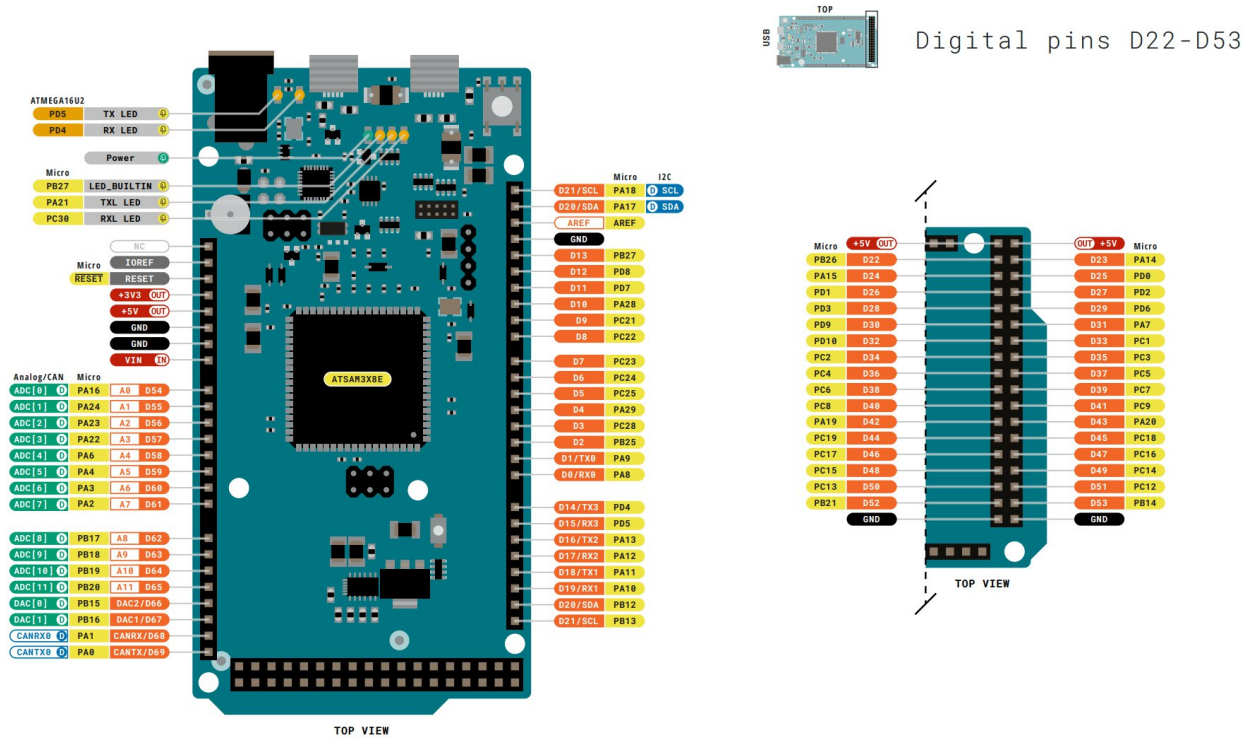 TOP
USB
Digital pins D22-D53
ATMEGA16U2
PD5 TX LED
PD4 RX LED
Power
Micro
PB27 LED_BUILTIN
PA21 TXL LED
PC30 RXL LED
NC
IOREF
Micro
RESET RESET
+3V3 OUT
+5V OUT
GND
GND
VIN IN
Analog/CAN Micro
ADC[0] D PA16 A0 D54
ADC[1] D PA24 A1 D55
ADC[2] D PA23 A2 D56
ADC[3] D PA22 A3 D57
ADC[4] D PA6 A4 D58
ADC[5] D PA4 A5 D59
ADC[6] D PA3 A6 D60
ADC[7] D PA2 A7 D61
ADC[8] D PB17 A8 D62
ADC[9] D PB18 A9 D63
ADC[10] D PB19 A10 D64
ADC[11] D PB20 A11 D65
DAC[0] D PB15 DAC2/D66
DAC[1] D PB16 DAC1/D67
CANRX0 D PA1 CANRX/D68
CANTX0 D PA0 CANTX/D69
ATSAM3X8E
Micro I2C
D21/SCL PA18 D SCL
D20/SDA PA17 D SDA
AREF AREF
GND
D13 PB27
D12 PD8
D11 PD7
D10 PA28
D9 PC21
D8 PC22
D7 PC23
D6 PC24
D5 PC25
D4 PA29
D3 PC28
D2 PB25
D1/TX0 PA9
D0/RX0 PA8
D14/TX3 PD4
D15/RX3 PD5
D16/TX2 PA13
D17/RX2 PA12
D18/TX1 PA11
D19/RX1 PA10
D20/SDA PB12
D21/SCL PB13
TOP VIEW
Micro +5V OUT
PB26 D22
PA15 D24
PD1 D26
PD3 D28
PD9 D30
PD10 D32
PC2 D34
PC4 D36
PC6 D38
PC8 D40
PA19 D42
PC19 D44
PC17 D46
PC15 D48
PC13 D50
PB21 D52
GND
OUT +5V Micro
D23 PA14
D25 PD0
D27 PD2
D29 PD6
D31 PA7
D33 PC1
D35 PC3
D37 PC5
D39 PC7
D41 PC9
D43 PA20
D45 PC18
D47 PC16
D49 PC14
D51 PC12
D53 PB14
GND
TOP VIEW